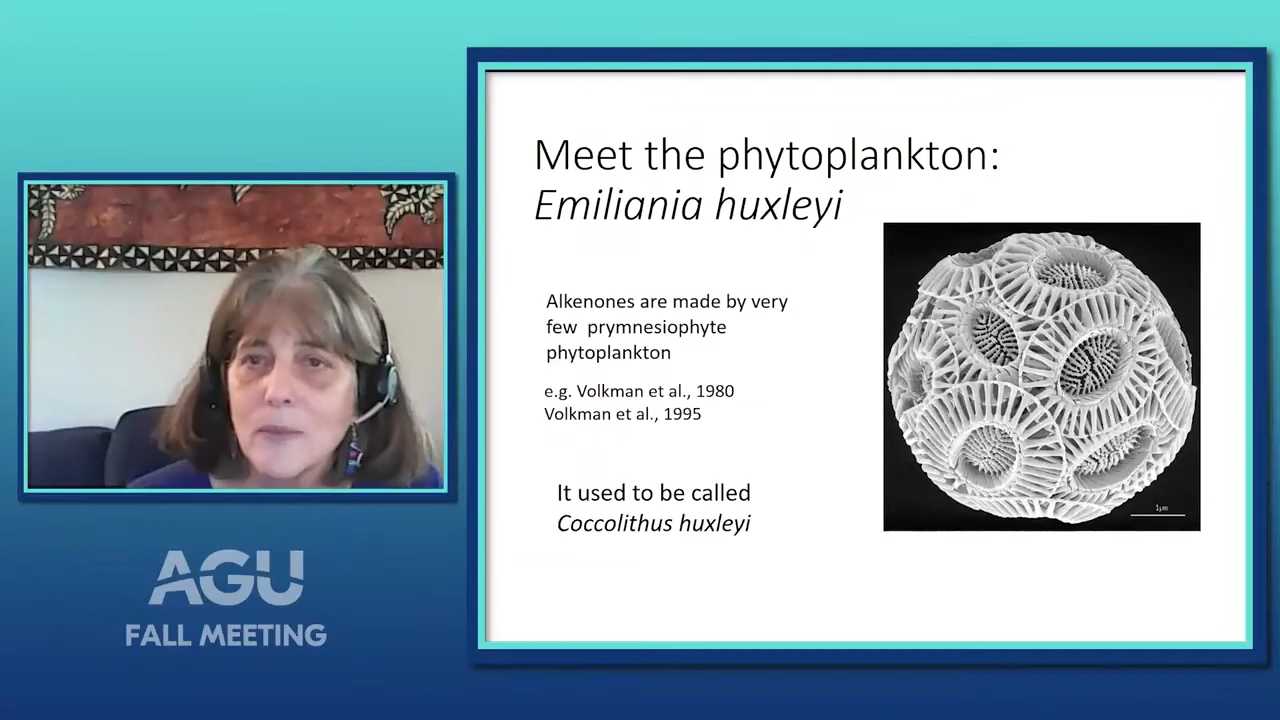 Meet the phytoplankton:
Emiliania huxleyi
Alkenones are made by very
few prymnesiophyte
phytoplankton
e.g. Volkman et al., 1980
Volkman et al., 1995
It used to be called
Coccolithus huxleyi
1µm
AGU
FALL MEETING